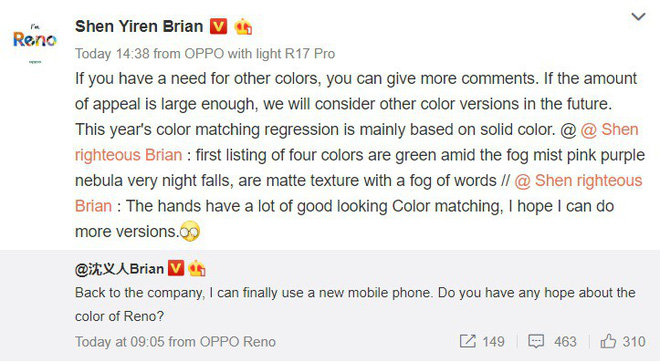 I'm
Reno
oppo
Shen Yiren Brian
Today 14:38 from OPPO with light R17 Pro
If you have a need for other colors, you can give more comments. If the amount
of appeal is large enough, we will consider other color versions in the future.
This year's color matching regression is mainly based on solid color. @ @ Shen
righteous Brian : first listing of four colors are green amid the fog mist pink purple
nebula very night falls, are matte texture with a fog of words // @ Shen righteous
Brian : The hands have a lot of good looking Color matching, I hope I can do
more versions.
@沈义人Brian
Back to the company, I can finally use a new mobile phone. Do you have any hope about the
color of Reno?
Today at 09:05 from OPPO Reno
149
463
310